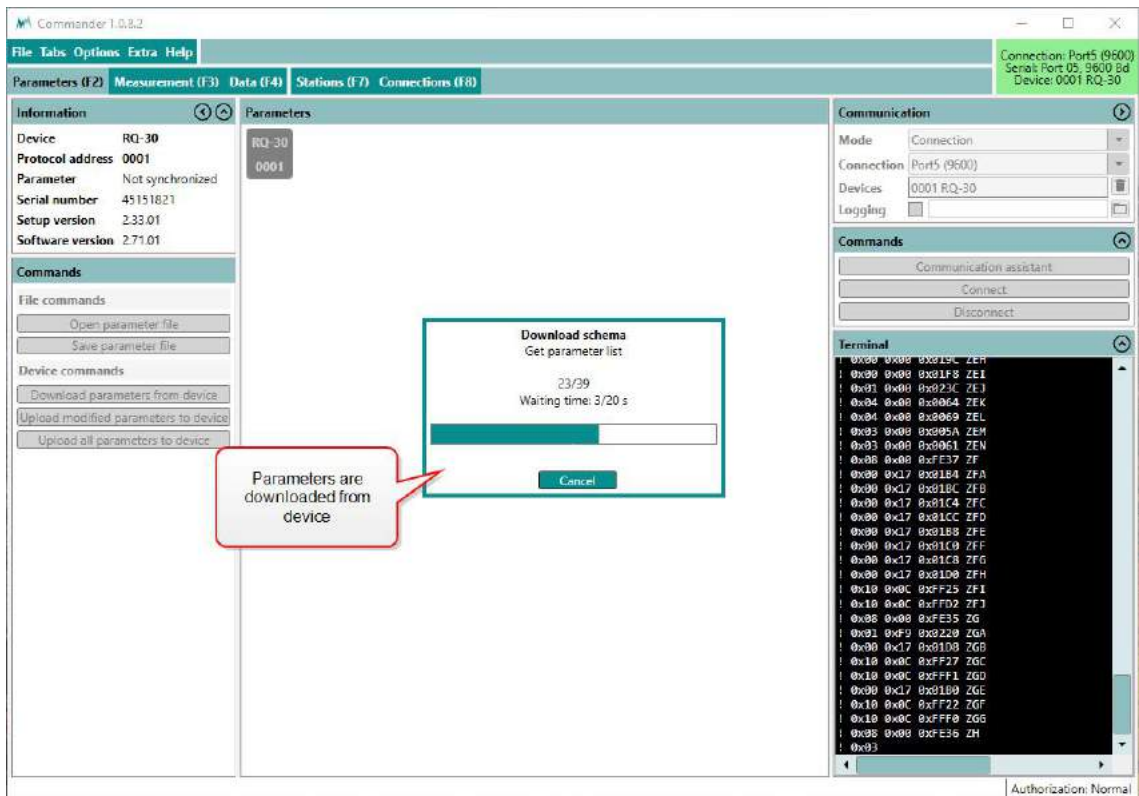 Commander 1.0.8.2
File Tabs Options Extra Help
Connection: Port5 (9600)
Serial: Port 05, 9600 Bd
Device: 0001 RQ-30
Parameters (F2) Measurement (F3) Data (F4) Stations (F7) Connections (F8)
Information
Device RQ-30
Protocol address 0001
Parameter Not synchronized
Serial number 45151821
Setup version 2.33.01
Software version 2.71.01
Commands
File commands
Open parameter file
Save parameter file
Device commands
Download parameters from device
Upload modified parameters to device
Upload all parameters to device
Parameters
RQ-30
0001
Download schema
Get parameter list
23/39
Waiting time: 3/20 s
Cancel
Parameters are
downloaded from
device
Communication
Mode Connection
Connection Port5 (9600)
Devices 0001 RQ-30
Logging
Commands
Communication assistant
Connect
Disconnect
Terminal
! 0x00 0x00 0x019C ZEH
! 0x00 0x00 0x01F8 ZEI
! 0x01 0x00 0x023C ZEJ
! 0x04 0x00 0x0064 ZEK
! 0x04 0x00 0x0069 ZEL
! 0x03 0x00 0x005A ZEM
! 0x03 0x00 0x0061 ZEN
! 0x08 0x00 0xFE37 ZF
! 0x00 0x17 0x01B4 ZFA
! 0x00 0x17 0x01BC ZFB
! 0x00 0x17 0x01C4 ZFC
! 0x00 0x17 0x01CC ZFD
! 0x00 0x17 0x01B8 ZFE
! 0x00 0x17 0x01C0 ZFF
! 0x00 0x17 0x01C8 ZFG
! 0x00 0x17 0x01D0 ZFH
! 0x10 0x0C 0xFF25 ZFI
! 0x10 0x0C 0xFFD2 ZFJ
! 0x08 0x00 0xFE35 ZG
! 0x01 0xF9 0x0220 ZGA
! 0x00 0x17 0x01D8 ZGB
! 0x10 0x0C 0xFF27 ZGC
! 0x10 0x0C 0xFFF1 ZGD
! 0x00 0x17 0x01B0 ZGE
! 0x10 0x0C 0xFF22 ZGF
! 0x10 0x0C 0xFFF0 ZGG
! 0x08 0x00 0xFE36 ZH
! 0x03
Authorization: Normal